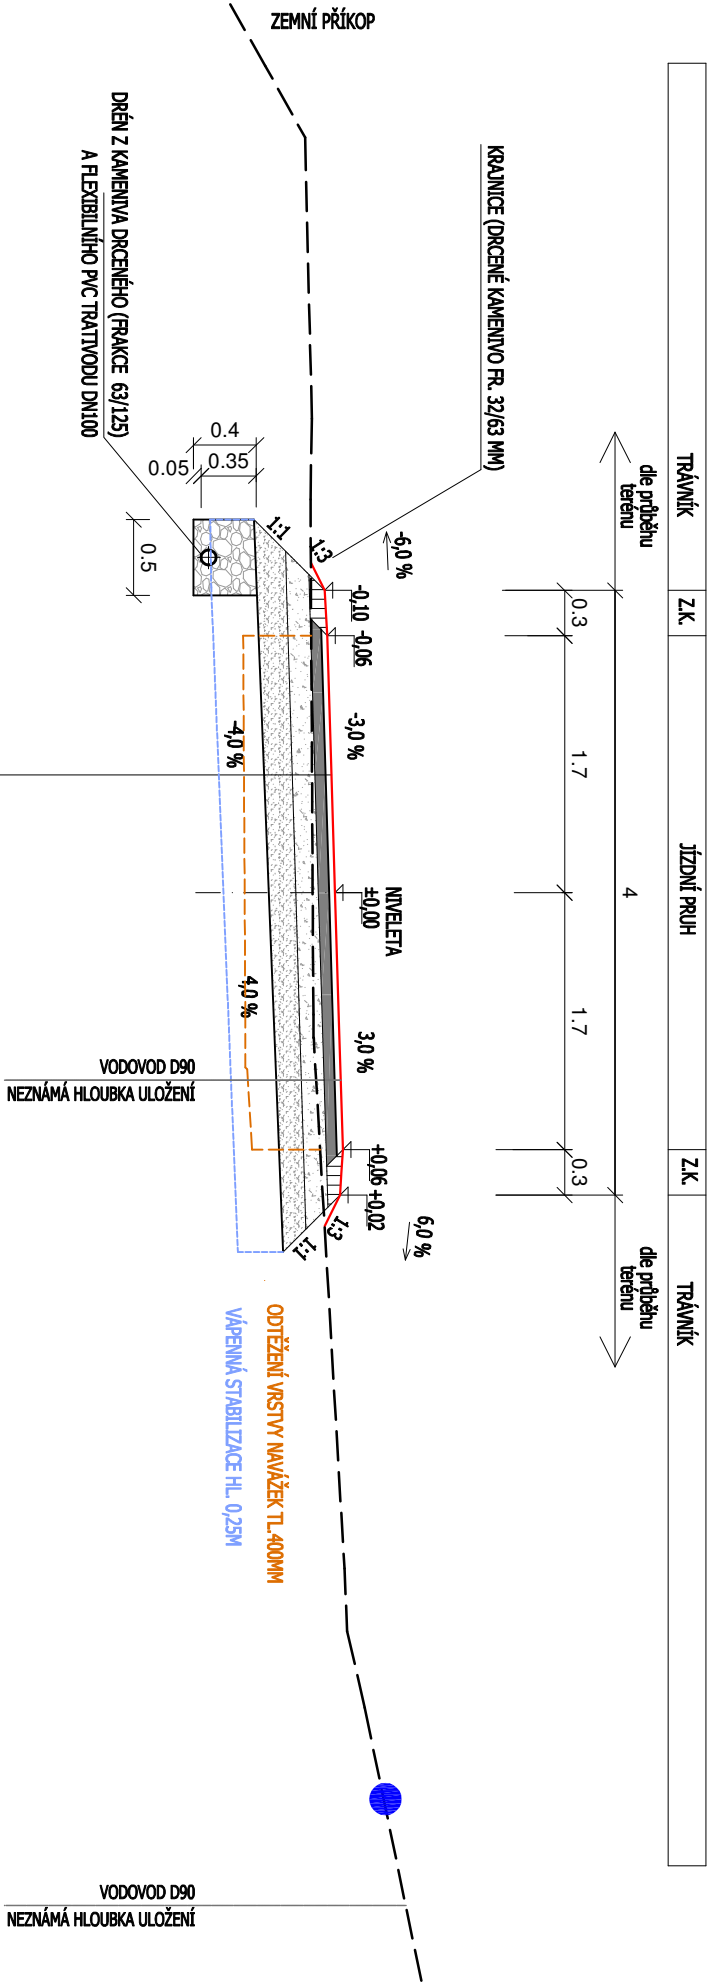 TRÁVNÍK
Z.K.
JÍZDNÍ PRUH
Z.K.
TRÁVNÍK
dle průběhu
terénu
4
dle průběhu
terénu
0.3
1.7
1.7
0.3
KRAJNICE (DRCENÉ KAMENIVO FR. 32/63 MM)
ZEMNÍ PŘÍKOP
-6,0 %
6,0 %
NIVELETA
±0,00
-0,10
-0,06
+0,06
+0,02
-3,0 %
3,0 %
1:3
1:1
1:3
1:1
-4,0 %
4,0 %
0.4
0.35
0.05
0.5
DRÉN Z KAMENIVA DRCENÉHO (FRAKCE 63/125)
A FLEXIBILNÍHO PVC TRATIVODU DN100
ODTĚŽENÍ VRSTVY NAVÁŽEK TL.400MM
VÁPENNÁ STABILIZACE HL. 0,25M
VODOVOD D90
NEZNÁMÁ HLOUBKA ULOŽENÍ
VODOVOD D90
NEZNÁMÁ HLOUBKA ULOŽENÍ